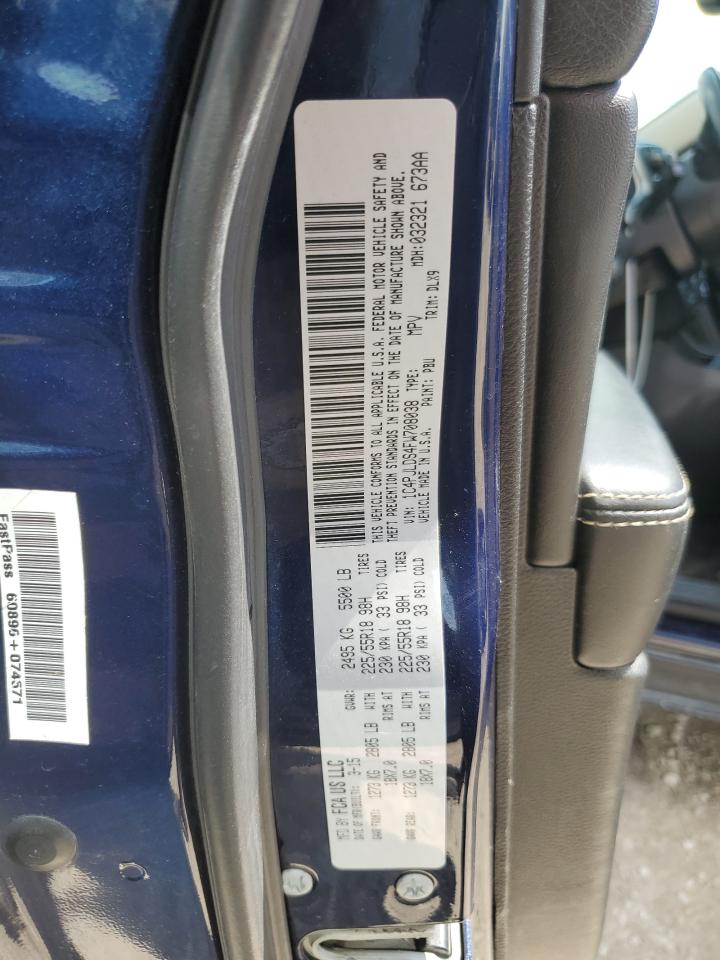 MFD BY FCA US LLC
DATE OF MFR: 3-15 GVWR: 2495 KG 5500 LB
GAWR FRONT: 1273 KG 2805 LB WITH 225/55R18 98H TIRES
18X7.0 RIMS AT 230 KPA ( 33 PSI) COLD
GAWR REAR: 1273 KG 2805 LB WITH 225/55R18 98H TIRES
18X7.0 RIMS AT 230 KPA ( 33 PSI) COLD
THIS VEHICLE CONFORMS TO ALL APPLICABLE U.S.A. FEDERAL MOTOR VEHICLE SAFETY AND
THEFT PREVENTION STANDARDS IN EFFECT ON THE DATE OF MANUFACTURE SHOWN ABOVE.
VIN: 1C4PJLDS4FW708038 TYPE: MPV MDH:032321 673AA
VEHICLE MADE IN U.S.A. PAINT: PBU TRIM: DLX9
FastPass 60896+074571